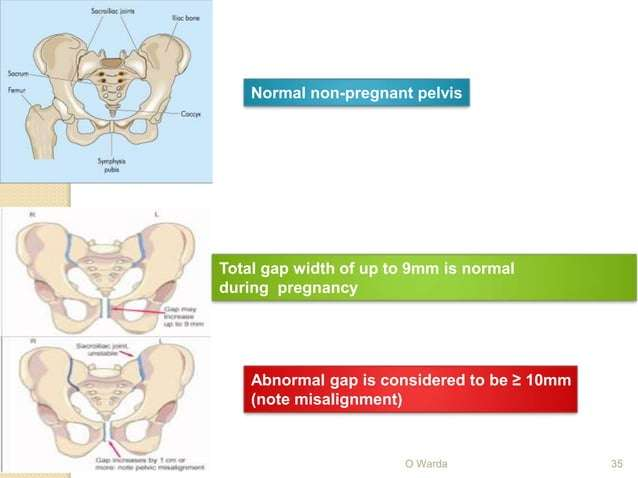 Sacroiliac joints
Iliac bone
Sacrum
Femur
Coccyx
Symphysis
pubis
Normal non-pregnant pelvis
R L
Gap may
increase
up to 9 mm
Total gap width of up to 9mm is normal
during pregnancy
R L
Sacroiliac joint,
unstable
Gap increases by 1 cm or
more: note pelvic misalignment
Abnormal gap is considered to be ≥ 10mm
(note misalignment)
O Warda 35